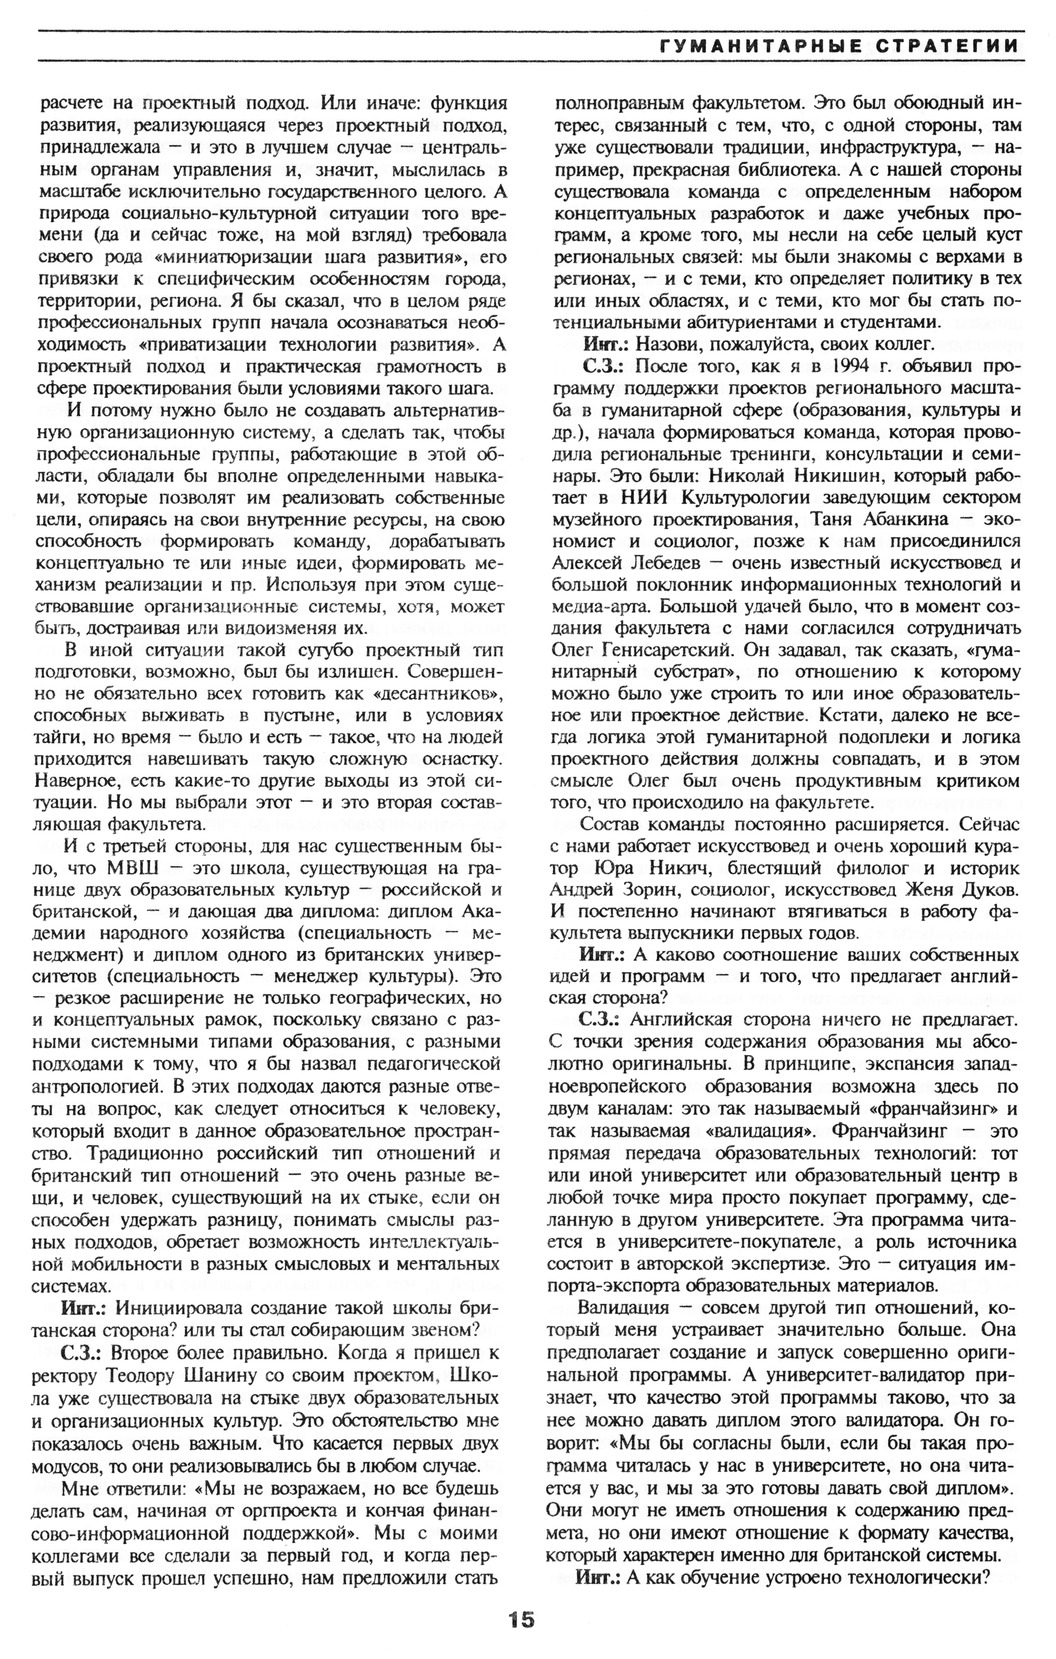 ГУМАНИТАРНЫЕ СТРАТЕГИИ
расчете на проектный подход. Или иначе: функция
развития, реализующаяся через проектный подход,
принадлежала — и это в лучшем случае — централь-
ным органам управления и, значит, мыслилась в
масштабе исключительно государственного целого. А
природа социально-культурной ситуации того вре-
мени (да и сейчас тоже, на мой взгляд) требовала
своего рода «миниатюризации шага развития», его
привязки к специфическим особенностям города,
территории, региона. Я бы сказал, что в целом ряде
профессиональных групп начала осознаваться необ-
ходимость «приватизации технологии развития». А
проектный подход и практическая грамотность в
сфере проектирования были условиями такого шага.
И потому нужно было не создавать альтернатив-
ную организационную систему, а сделать так, чтобы
профессиональные группы, работающие в этой об-
ласти, обладали бы вполне определенными навыка-
ми, которые позволят им реализовать собственные
цели, опираясь на свои внутренние ресурсы, на свою
способность формировать команду, дорабатывать
концептуально те или иные идеи, формировать ме-
ханизм реализации и пр. Используя при этом суще-
ствовавшие организационные системы, хотя, может
быть, достраивая или видоизменяя их.
В иной ситуации такой сугубо проектный тип
подготовки, возможно, был бы излишен. Совершен-
но не обязательно всех готовить как «десантников»,
способных выживать в пустыне, или в условиях
тайги, но время — было и есть — такое, что на людей
приходится навешивать такую сложную оснастку.
Наверное, есть какие-то другие выходы из этой си-
туации. Но мы выбрали этот — и это вторая состав-
ляющая факультета.
И с третьей стороны, для нас существенным бы-
ло, что МВШ — это школа, существующая на гра-
нице двух образовательных культур — российской и
британской, — и дающая два диплома: диплом Ака-
демии народного хозяйства (специальность — ме-
неджмент) и диплом одного из британских универ-
ситетов (специальность — менеджер культуры). Это
— резкое расширение не только географических, но
и концептуальных рамок, поскольку связано с раз-
ными системными типами образования, с разными
подходами к тому, что я бы назвал педагогической
антропологией. В этих подходах даются разные отве-
ты на вопрос, как следует относиться к человеку,
который входит в данное образовательное простран-
ство. Традиционно российский тип отношений и
британский тип отношений — это очень разные ве-
щи, и человек, существующий на их стыке, если он
способен удержать разницу, понимать смыслы раз-
ных подходов, обретает возможность интеллектуаль-
ной мобильности в разных смысловых и ментальных
системах.
Инт.: Инициировала создание такой школы бри-
танская сторона? или ты стал собирающим звеном?
С.З.: Второе более правильно. Когда я пришел к
ректору Теодору Шанину со своим проектом, Шко-
ла уже существовала на стыке двух образовательных
и организационных культур. Это обстоятельство мне
показалось очень важным. Что касается первых двух
модусов, то они реализовывались бы в любом случае.
Мне ответили: «Мы не возражаем, но все будешь
делать сам, начиная от оргпроекта и кончая финан-
сово-информационной поддержкой». Мы с моими
коллегами все сделали за первый год, и когда пер-
вый выпуск прошел успешно, нам предложили стать
полноправным факультетом. Это был обоюдный ин-
терес, связанный с тем, что, с одной стороны, там
уже существовали традиции, инфраструктура, — на-
пример, прекрасная библиотека. А с нашей стороны
существовала команда с определенным набором
концептуальных разработок и даже учебных про-
грамм, а кроме того, мы несли на себе целый куст
региональных связей: мы были знакомы с верхами в
регионах, — и с теми, кто определяет политику в тех
или иных областях, и с теми, кто мог бы стать по-
тенциальными абитуриентами и студентами.
Инт.: Назови, пожалуйста, своих коллег.
С.З.: После того, как я в 1994 г. объявил про-
грамму поддержки проектов регионального масшта-
ба в гуманитарной сфере (образования, культуры и
др.), начала формироваться команда, которая прово-
дила региональные тренинги, консультации и семи-
нары. Это были: Николай Никишин, который рабо-
тает в НИИ Культурологии заведующим сектором
музейного проектирования, Таня Абанкина — эко-
номист и социолог, позже к нам присоединился
Алексей Лебедев — очень известный искусствовед и
большой поклонник информационных технологий и
медиа-арта. Большой удачей было, что в момент соз-
дания факультета с нами согласился сотрудничать
Олег Генисаретский. Он задавал, так сказать, «гума-
нитарный субстрат», по отношению к которому
можно было уже строить то или иное образователь-
ное или проектное действие. Кстати, далеко не все-
гда логика этой гуманитарной подоплеки и логика
проектного действия должны совпадать, и в этом
смысле Олег был очень продуктивным критиком
того, что происходило на факультете.
Состав команды постоянно расширяется. Сейчас
с нами работает искусствовед и очень хороший кура-
тор Юра Никич, блестящий филолог и историк
Андрей Зорин, социолог, искусствовед Женя Дуков.
И постепенно начинают втягиваться в работу фа-
культета выпускники первых годов.
Инт.: А каково соотношение ваших собственных
идей и программ — и того, что предлагает англий-
ская сторона?
С.З.: Английская сторона ничего не предлагает.
С точки зрения содержания образования мы абсо-
лютно оригинальны. В принципе, экспансия запад-
ноевропейского образования возможна здесь по
двум каналам: это так называемый «франчайзинг» и
так называемая «валидация». Франчайзинг — это
прямая передача образовательных технологий: тот
или иной университет или образовательный центр в
любой точке мира просто покупает программу, сде-
ланную в другом университете. Эта программа чита-
ется в университете-покупателе, а роль источника
состоит в авторской экспертизе. Это — ситуация им-
порта-экспорта образовательных материалов.
Валидация — совсем другой тип отношений, ко-
торый меня устраивает значительно больше. Она
предполагает создание и запуск совершенно ориги-
нальной программы. А университет-валидатор при-
знает, что качество этой программы таково, что за
нее можно давать диплом этого валидатора. Он го-
ворит: «Мы бы согласны были, если бы такая про-
грамма читалась у нас в университете, но она чита-
ется у вас, и мы за это готовы давать свой диплом».
Они могут не иметь отношения к содержанию пред-
мета, но они имеют отношение к формату качества,
который характерен именно для британской системы.
Инт.: А как обучение устроено технологически?
15